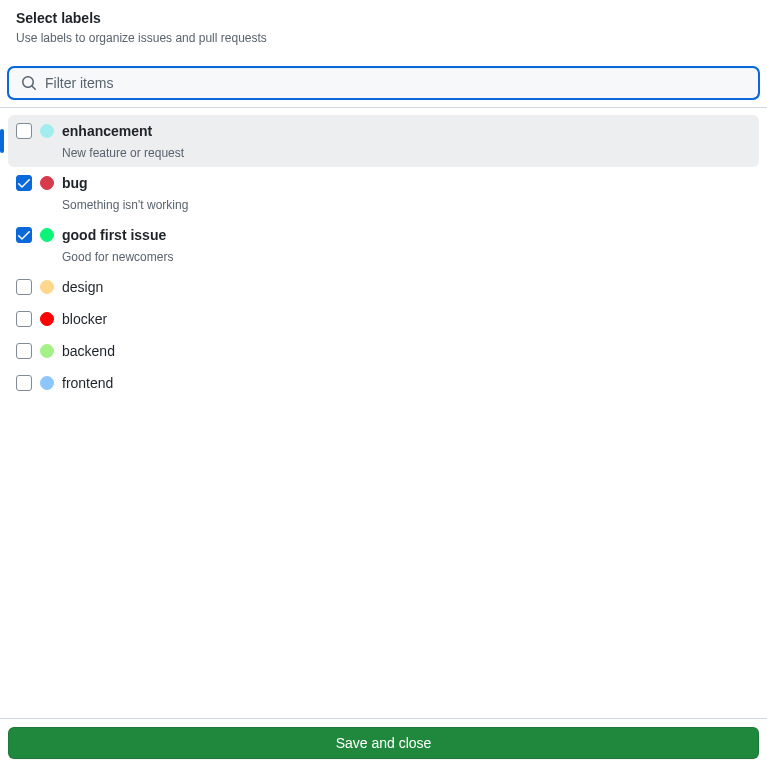 Select labels
Use labels to organize issues and pull requests
Filter items
enhancement
New feature or request
bug
Something isn't working
good first issue
Good for newcomers
design
blocker
backend
frontend
Save and close